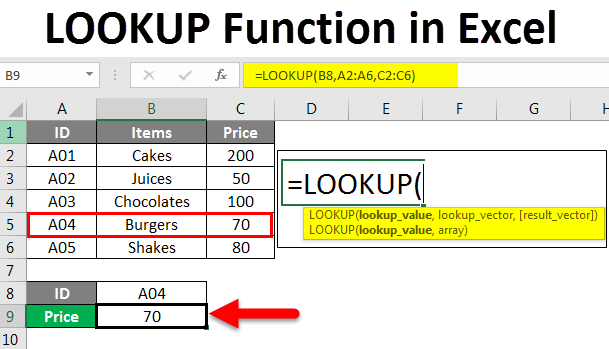 LOOKUP Function in Excel
B9 fx =LOOKUP(B8,A2:A6,C2:C6)
A B C D E F G H
1 ID Items Price
2 A01 Cakes 200
3 A02 Juices 50
4 A03 Chocolates 100
5 A04 Burgers 70
6 A05 Shakes 80
=LOOKUP(
LOOKUP(lookup_value, lookup_vector, [result_vector])
LOOKUP(lookup_value, array)
7
8 ID A04
9 Price 70
10